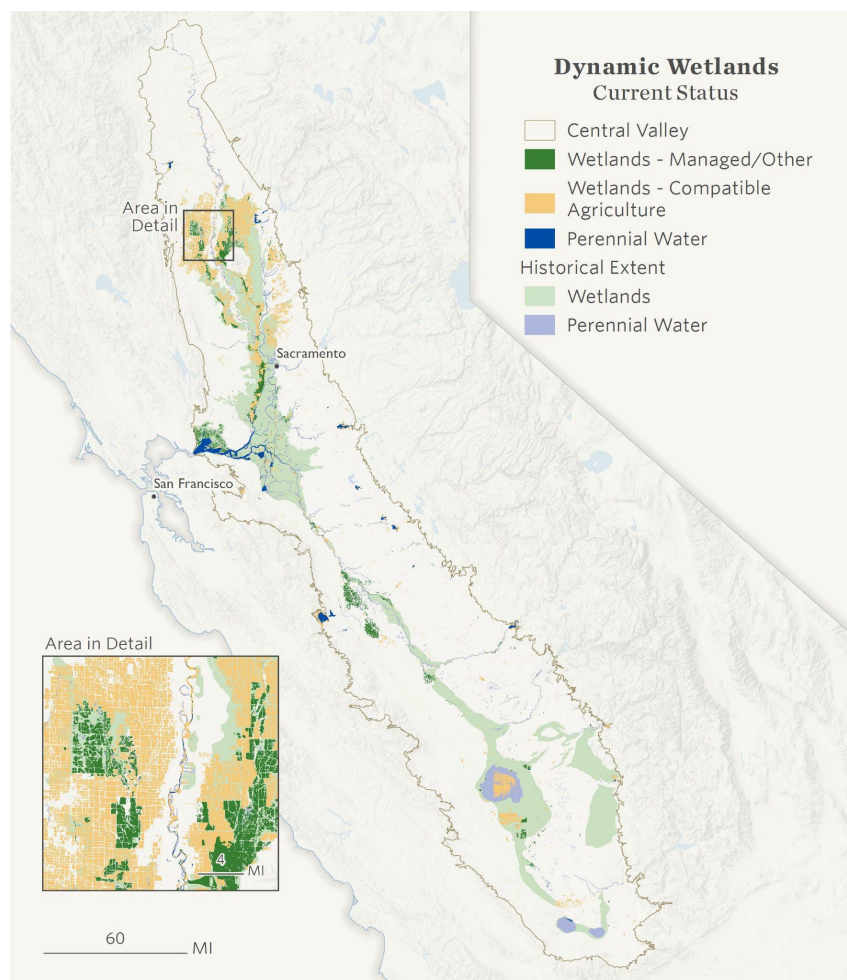 Dynamic Wetlands
Current Status
Central Valley
Wetlands - Managed/Other
Wetlands - Compatible
Agriculture
Perennial Water
Historical Extent
Wetlands
Perennial Water
Area in
Detail
Sacramento
San Francisco
Area in Detail
4
MI
60
MI